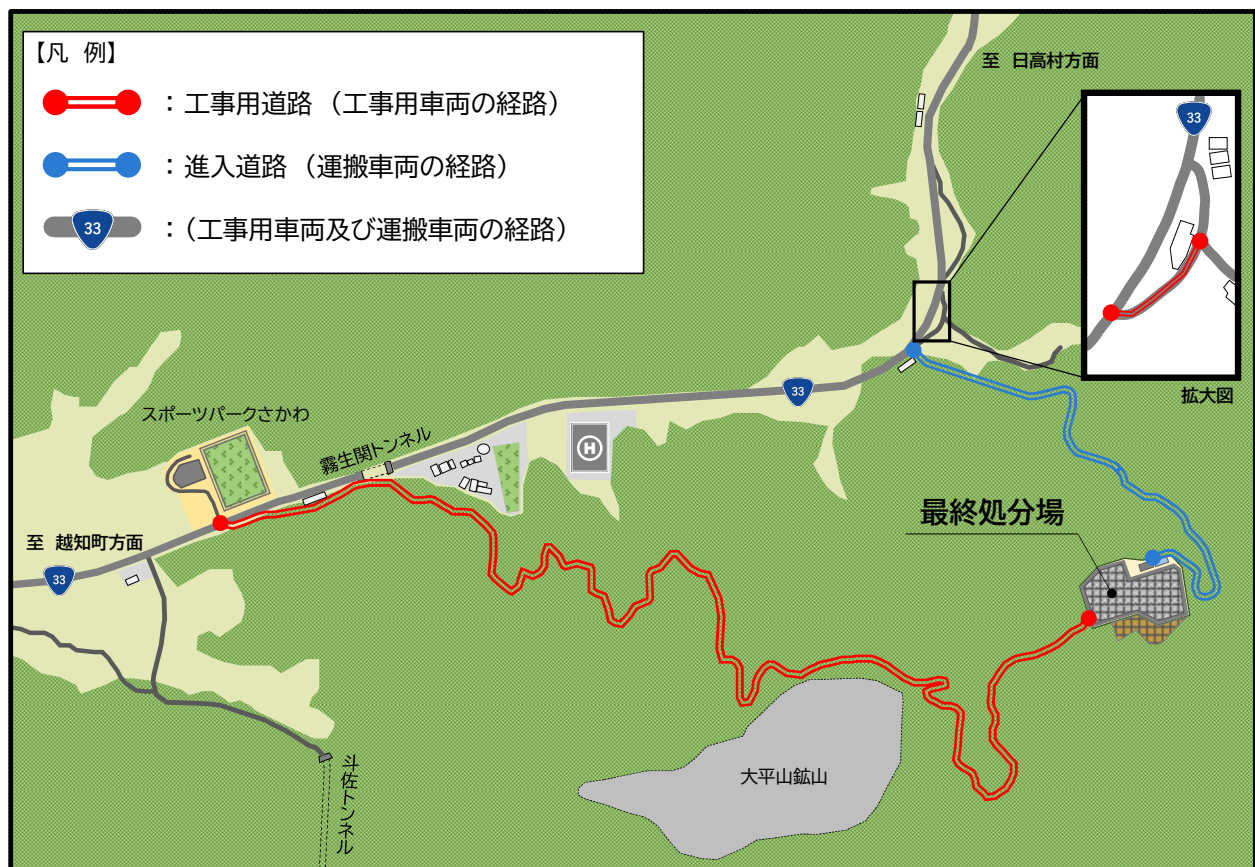 【凡 例】
：工事用道路 （工事用車両の経路）
：進入道路 （運搬車両の経路）
33
：（工事用車両及び運搬車両の経路）
至 日高村方面
33
拡大図
33
スポーツパークさかわ
霧生関トンネル
H
至 越知町方面
33
最終処分場
大平山鉱山
斗佐トンネル